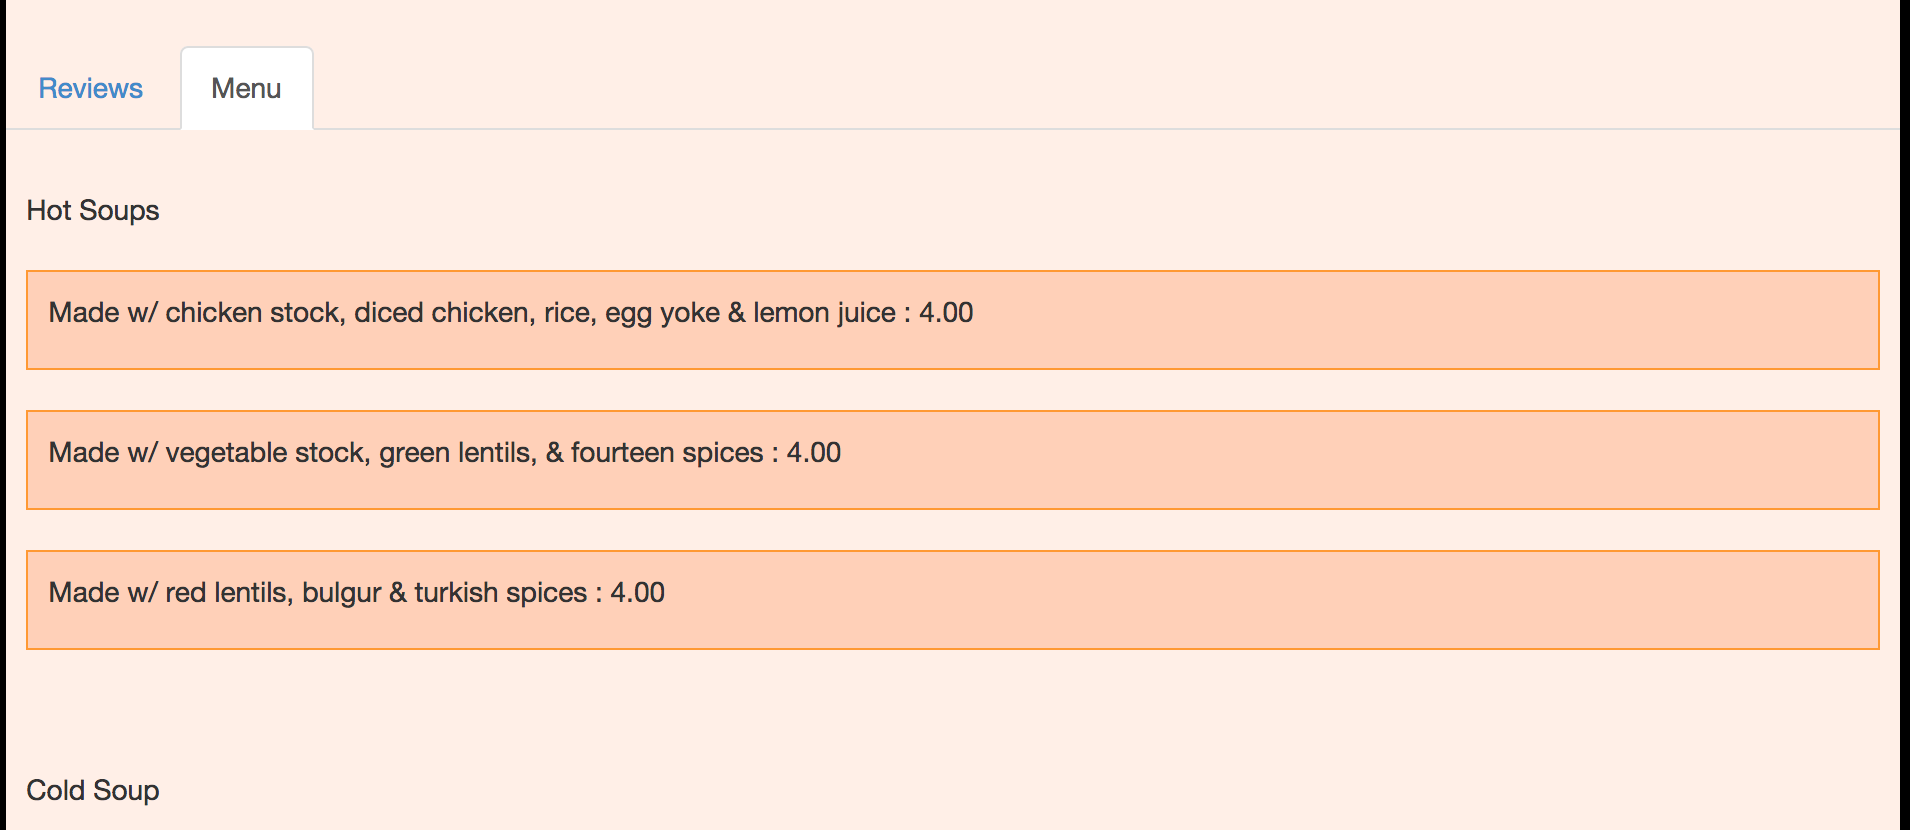 Reviews Menu
Hot Soups
Made w/ chicken stock, diced chicken, rice, egg yoke & lemon juice : 4.00
Made w/ vegetable stock, green lentils, & fourteen spices : 4.00
Made w/ red lentils, bulgur & turkish spices : 4.00
Cold Soup